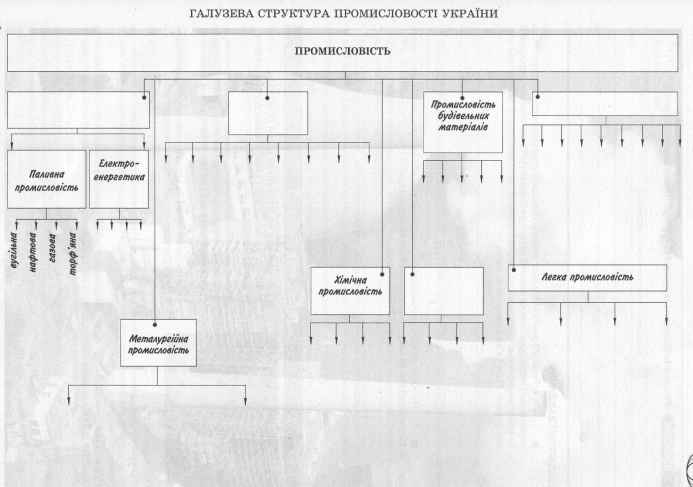 ГАЛУЗЕВА СТРУКТУРА ПРОМИСЛОВОСТІ УКРАЇНИ
ПРОМИСЛОВІСТЬ
Промисловість
будівельних
матеріалів
Паливна
промисловість
Електро-
енергетика
вугільна
нафтова
газова
торф'яна
Хімічна
промисловість
Легка промисловість
Металургійна
промисловість